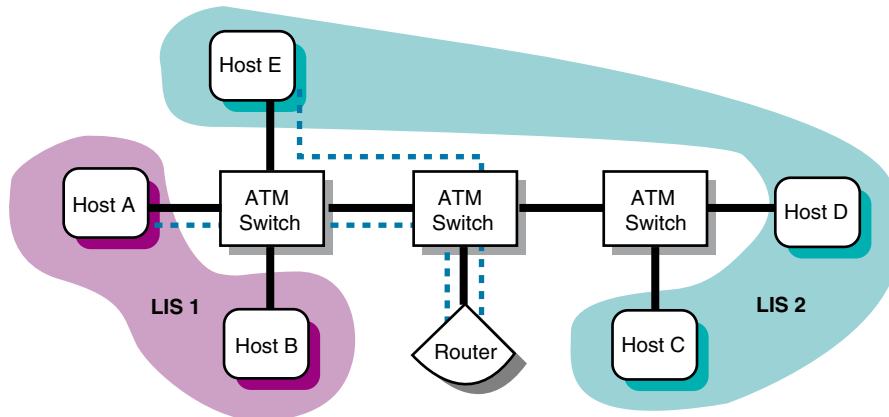 Host E
Host A
ATM
Switch
ATM
Switch
ATM
Switch
Host D
LIS 1
LIS 2
Host B
Router
Host C